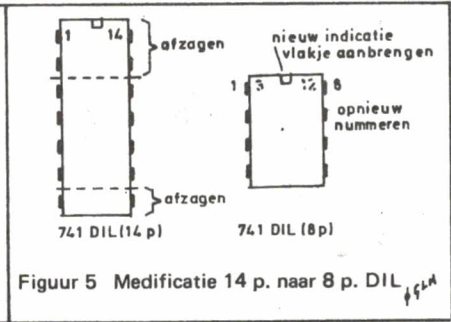 1 14
afzagen
afzagen
741 DIL (14 p)
nieuw indicatie
vlakje aanbrengen
1 3 12 8
opnieuw
nummeren
741 DIL (8p)
Figuur 5 Medificatie 14 p. naar 8 p. DIL